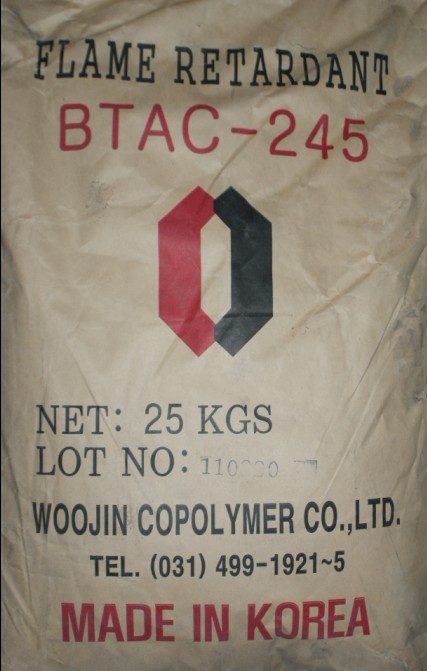 FLAME RETARDANT
BTAC-245
NET: 25 KGS
LOT NO:
WOOJIN COPOLYMER CO.,LTD.
TEL. (031) 499-1921~5
MADE IN KOREA